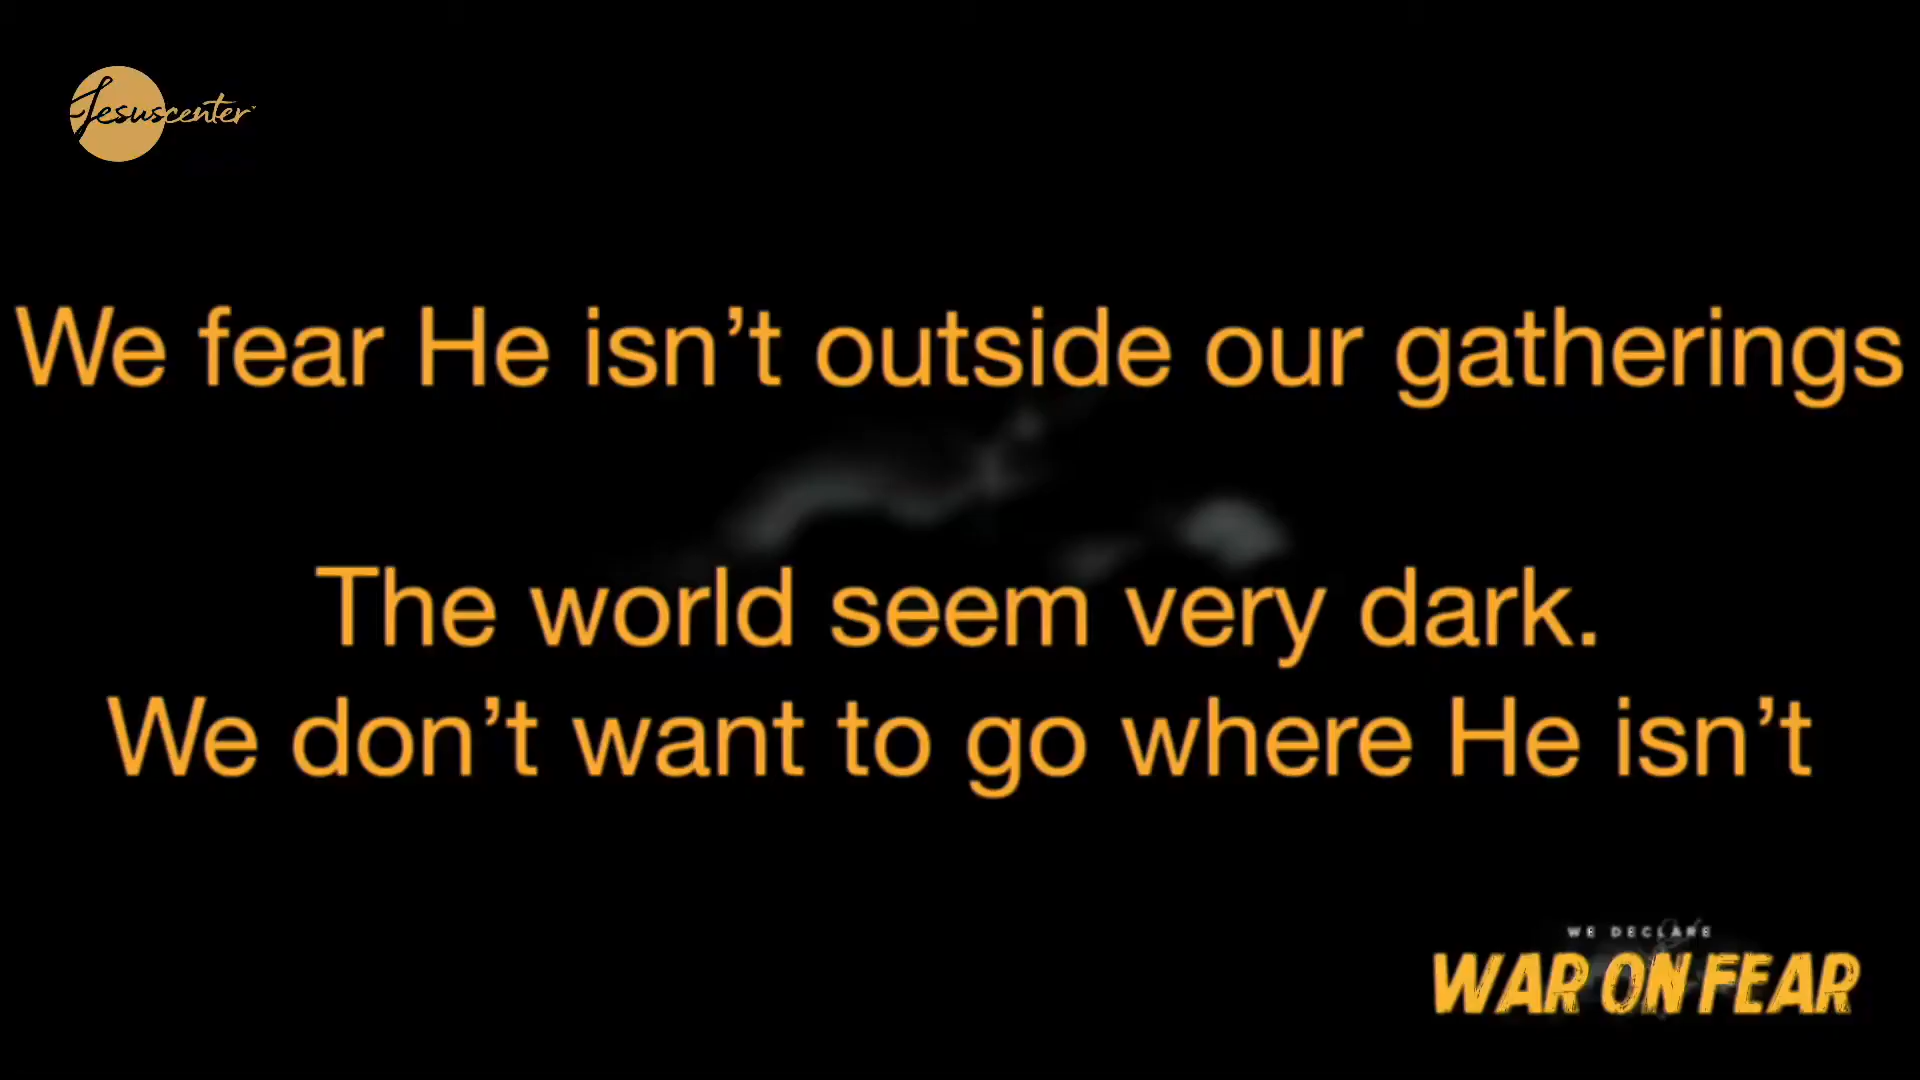 Jesuscenter
We fear He isn’t outside our gatherings
The world seem very dark.
We don’t want to go where He isn’t
WE DECLARE
WAR ON FEAR